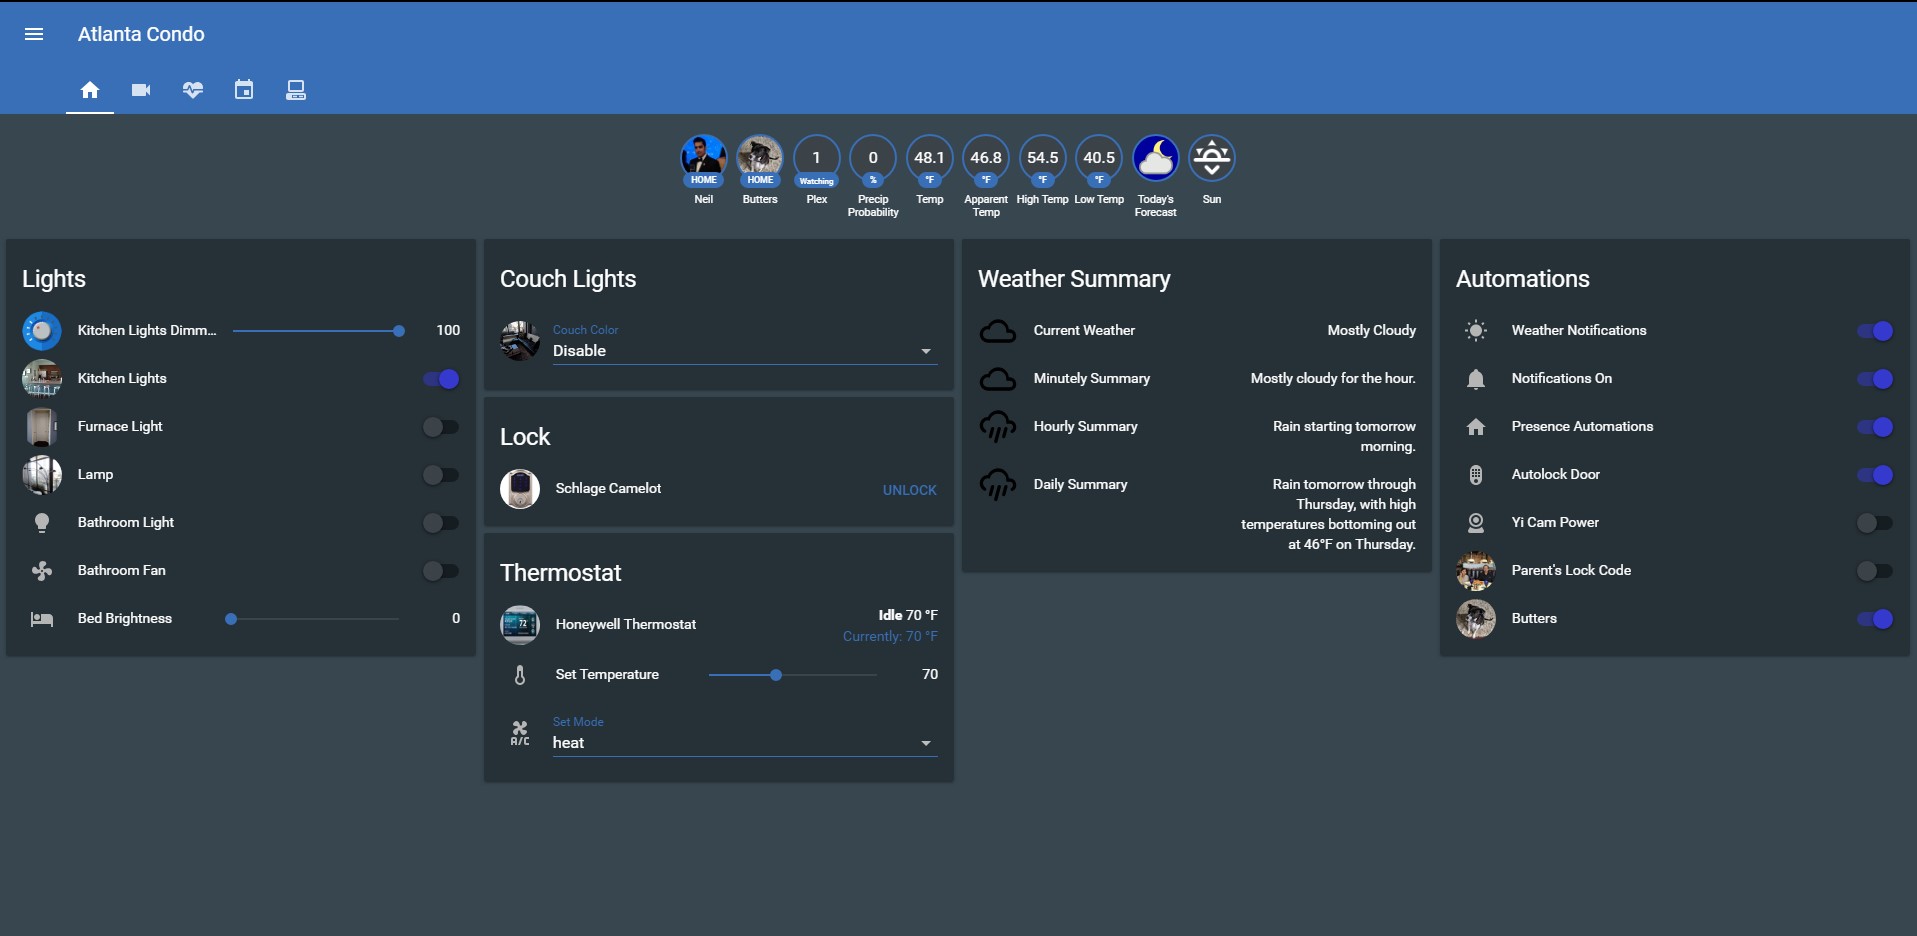 Atlanta Condo
1
0
48.1
46.8
54.5
40.5
HOME
HOME
Watching
%
°F
°F
°F
°F
Neil
Butters
Plex
Precip
Probability
Temp
Apparent
Temp
High Temp
Low Temp
Today's
Forecast
Sun
Lights
Kitchen Lights Dimm...
100
Kitchen Lights
Furnace Light
Lamp
Bathroom Light
Bathroom Fan
Bed Brightness
0
Couch Lights
Couch Color
Disable
Lock
Schlage Camelot
UNLOCK
Thermostat
72
Honeywell Thermostat
Idle 70 °F
Currently: 70 °F
Set Temperature
70
A/C
Set Mode
heat
Weather Summary
Current Weather
Mostly Cloudy
Minutely Summary
Mostly cloudy for the hour.
Hourly Summary
Rain starting tomorrow
morning.
Daily Summary
Rain tomorrow through
Thursday, with high
temperatures bottoming out
at 46°F on Thursday.
Automations
Weather Notifications
Notifications On
Presence Automations
Autolock Door
Yi Cam Power
Parent's Lock Code
Butters